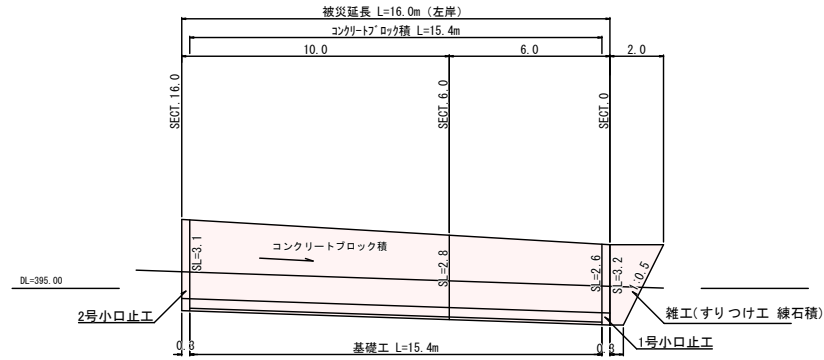 被災延長 L=16.0m (左岸)
コンクリートブロック積 L=15.4m
10.0
6.0
2.0
SECT.16.0
SECT.6.0
SECT.0
SL=3.1
コンクリートブロック積
SL=2.8
SL=2.6
SL=3.2
1:0.5
DL=395.00
2号小口止工
雑工(すりつけ工 練石積)
1号小口止工
0.3
基礎工 L=15.4m